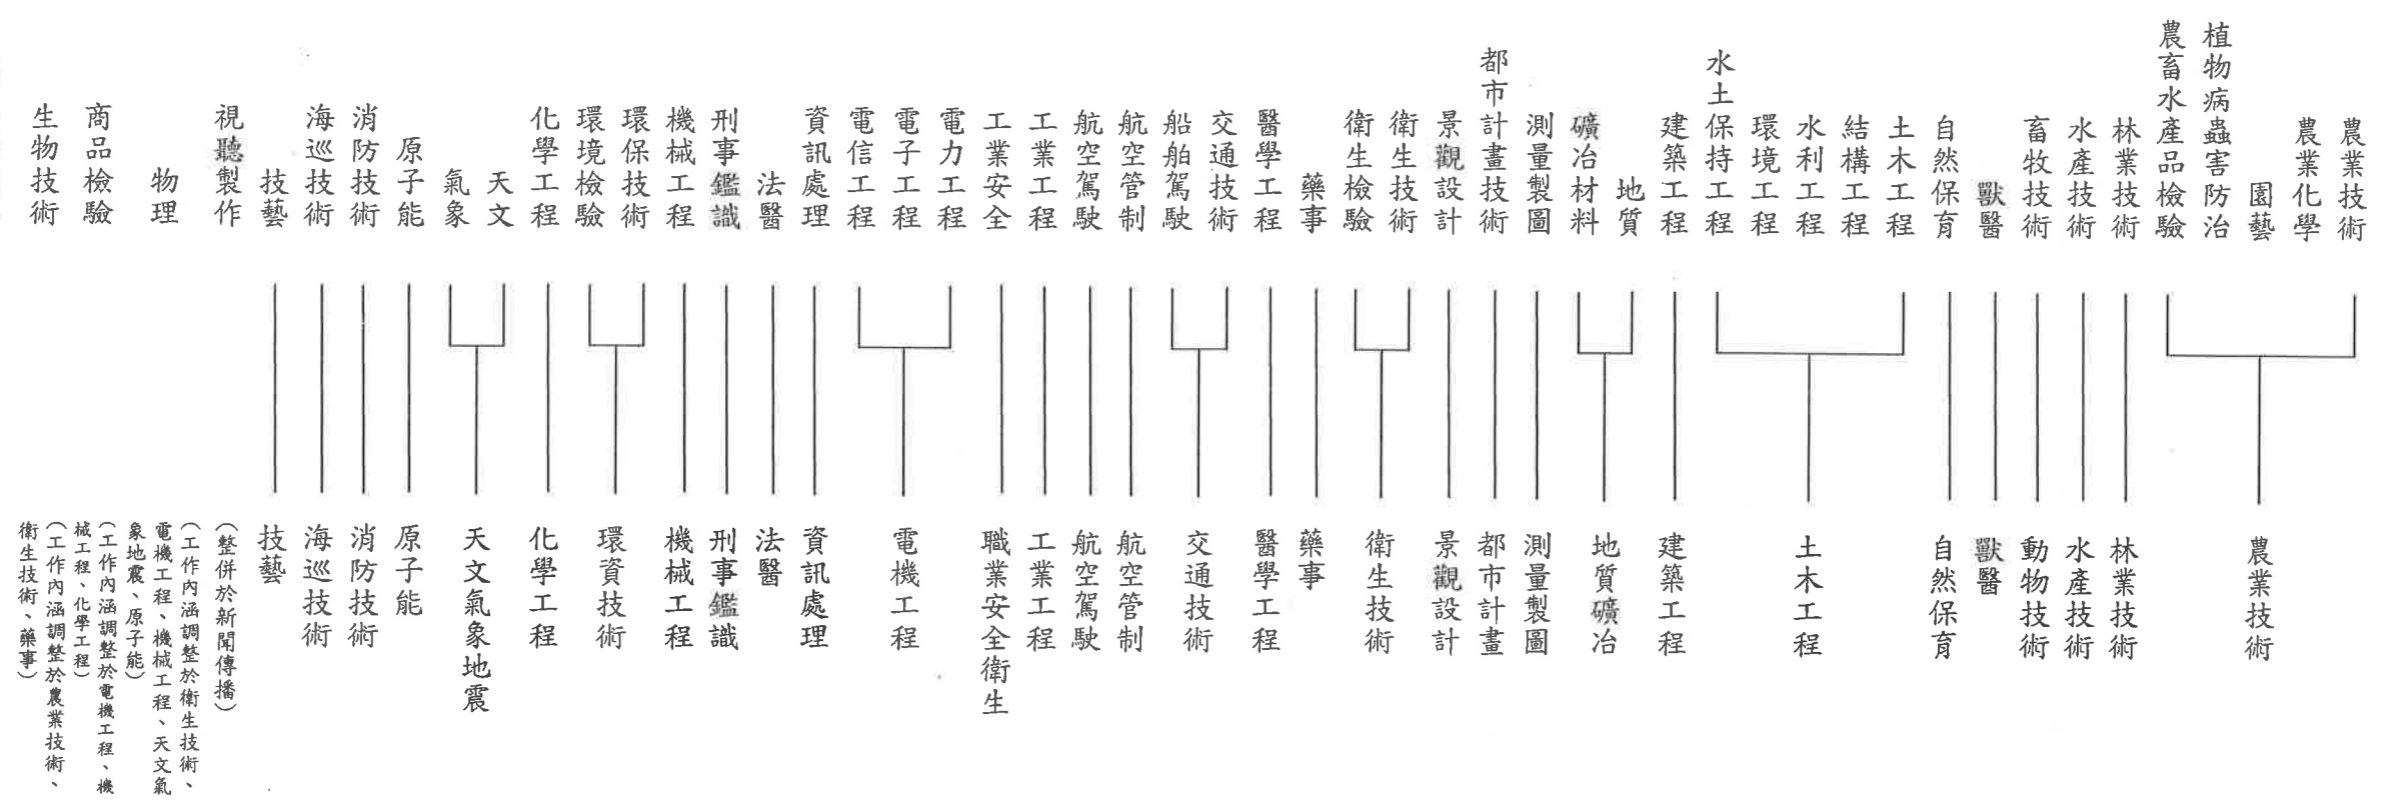 農業技術
農業化學
園藝
植物病蟲害防治
農畜水產品檢驗
林業技術
水產技術
畜牧技術
獸醫
自然保育
土木工程
結構工程
水利工程
環境工程
水土保持工程
建築工程
地質
礦冶材料
測量製圖
都市計畫技術
景觀設計
衛生技術
衛生檢驗
藥事
醫學工程
交通技術
船舶駕駛
航空管制
航空駕駛
工業工程
工業安全
電力工程
電子工程
電信工程
資訊處理
法醫
刑事鑑識
機械工程
環保技術
環境檢驗
化學工程
天文
氣象
原子能
消防技術
海巡技術
技藝
視聽製作
物理
商品檢驗
生物技術
農業技術
林業技術
水產技術
動物技術
獸醫
自然保育
土木工程
建築工程
地質礦冶
測量製圖
都市計畫
景觀設計
衛生技術
藥事
醫學工程
交通技術
航空管制
航空駕駛
工業工程
職業安全衛生
電機工程
資訊處理
法醫
刑事鑑識
機械工程
環資技術
化學工程
天文氣象地震
原子能
消防技術
海巡技術
技藝
（整併於新聞傳播）
（工作內涵調整於衛生技術、
電機工程、機械工程、天文氣
象地震、原子能）
（工作內涵調整於電機工程、機
械工程、化學工程）
（工作內涵調整於農業技術、
衛生技術、藥事）